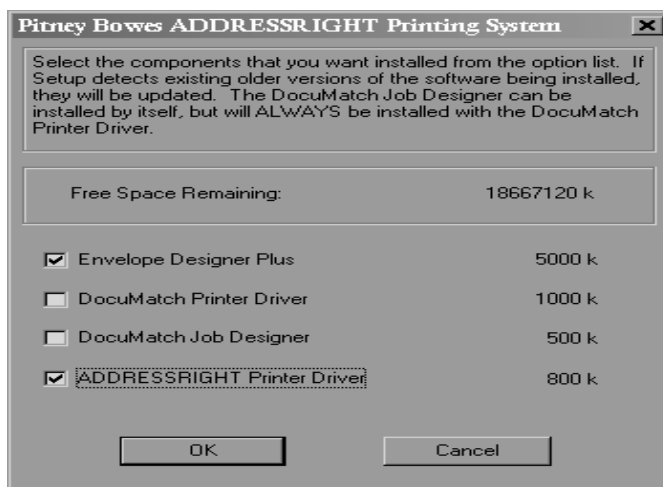 Pitney Bowes ADDRESSRIGHT Printing System
Select the components that you want installed from the option list. If
Setup detects existing older versions of the software being installed,
they will be updated. The DocuMatch Job Designer can be
installed by itself, but will ALWAYS be installed with the DocuMatch
Printer Driver.
Free Space Remaining: 18667120 k
Envelope Designer Plus 5000 k
DocuMatch Printer Driver 1000 k
DocuMatch Job Designer 500 k
ADDRESSRIGHT Printer Driver 800 k
OK Cancel